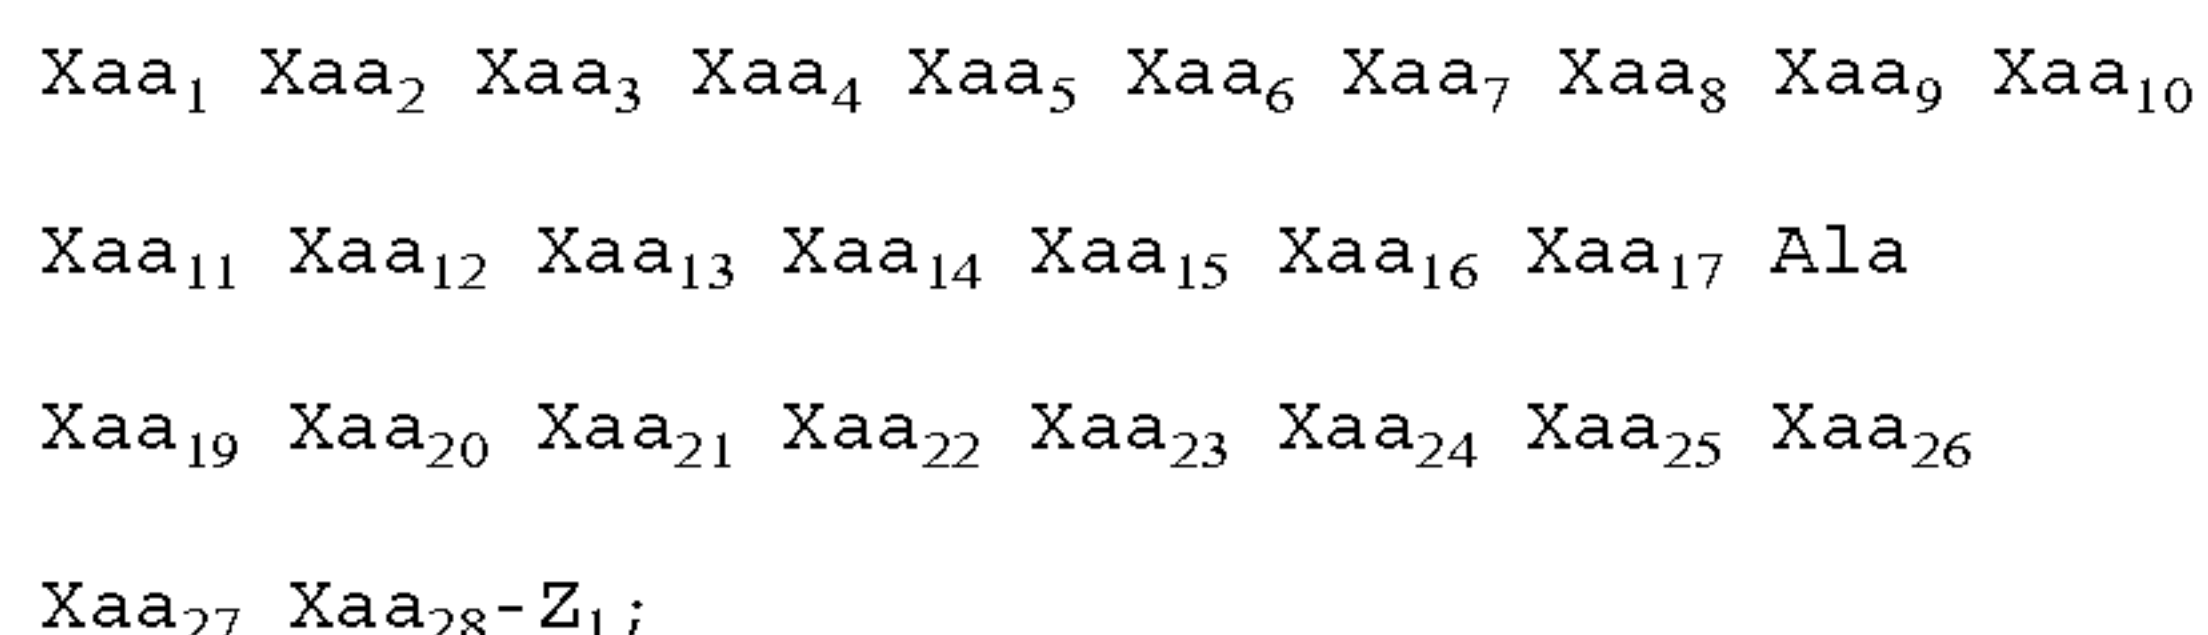 Xaa₁ Xaa₂ Xaa₃ Xaa₄ Xaa₅ Xaa₆ Xaa₇ Xaa₈ Xaa₉ Xaa₁₀
Xaa₁₁ Xaa₁₂ Xaa₁₃ Xaa₁₄ Xaa₁₅ Xaa₁₆ Xaa₁₇ Ala
Xaa₁₉ Xaa₂₀ Xaa₂₁ Xaa₂₂ Xaa₂₃ Xaa₂₄ Xaa₂₅ Xaa₂₆
Xaa₂₇ Xaa₂₈-Z₁;